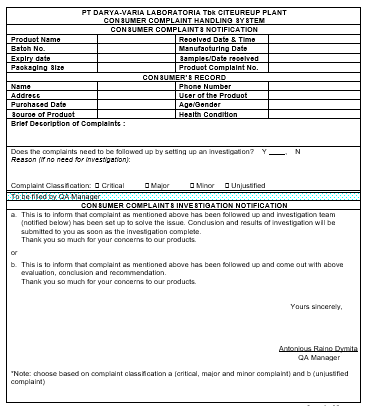 PT DARYA-VARIA LABORATORIA Tbk CITEUREUP PLANT
CONSUMER COMPLAINT HANDLING SYSTEM
CONSUMER COMPLAINTS NOTIFICATION
Product Name Received Date & Time
Batch No. Manufacturing Date
Expiry date Samples/Date received
Packaging Size Product Complaint No.
CONSUMER'S RECORD
Name Phone Number
Address User of the Product
Purchased Date Age/Gender
Source of Product Health Condition
Brief Description of Complaints :
Does the complaints need to be followed up by setting up an investigation? Y ____, N
Reason (if no need for investigation):
Complaint Classification: □ Critical □ Major □ Minor □ Unjustified
To be filled by QA Manager
CONSUMER COMPLAINTS INVESTIGATION NOTIFICATION
a. This is to inform that complaint as mentioned above has been followed up and investigation team
(notified below) has been set up to solve the issue. Conclusion and results of investigation will be
submitted to you as soon as the investigation complete.
Thank you so much for your concerns to our products.
or
b. This is to inform that complaint as mentioned above has been followed up and come out with above
evaluation, conclusion and recommendation.
Thank you so much for your concerns to our products.
Yours sincerely,
Antonious Raino Dymita
QA Manager
*Note: choose based on complaint classification a (critical, major and minor complaint) and b (unjustified
complaint)